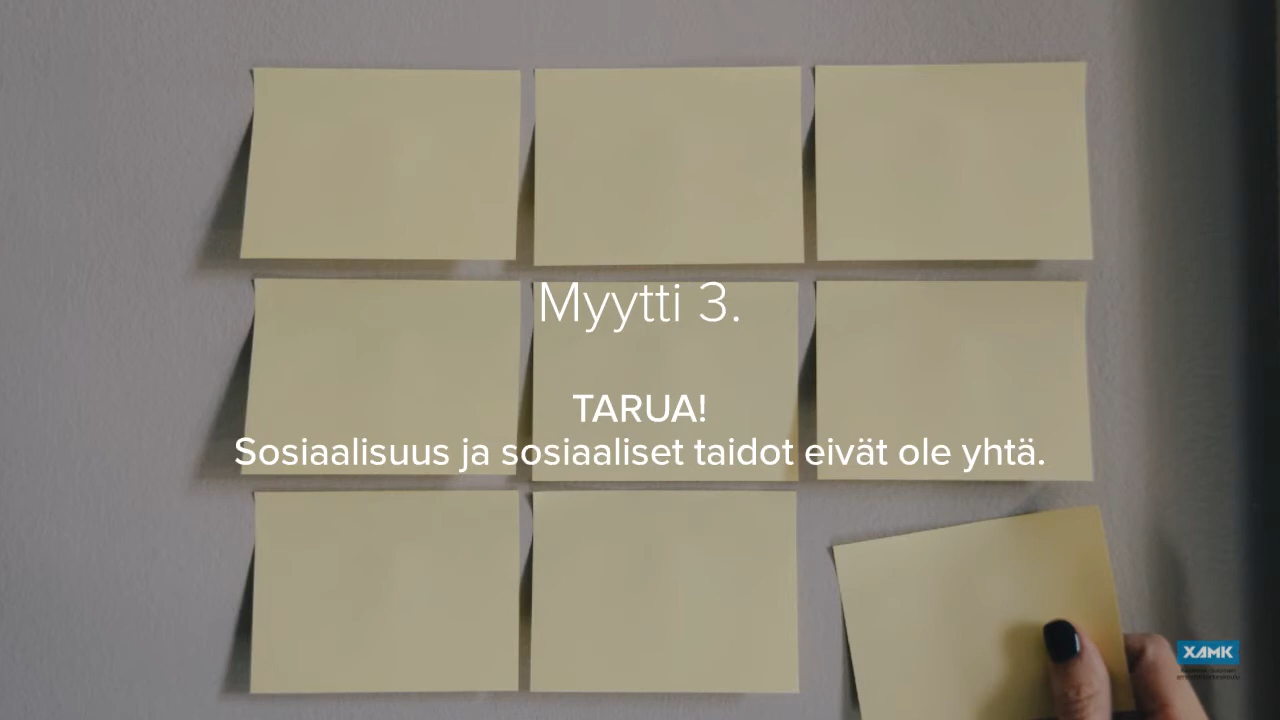 Myytti 3.
TARUA!
Sosiaalisuus ja sosiaaliset taidot eivät ole yhtä.
XAMK